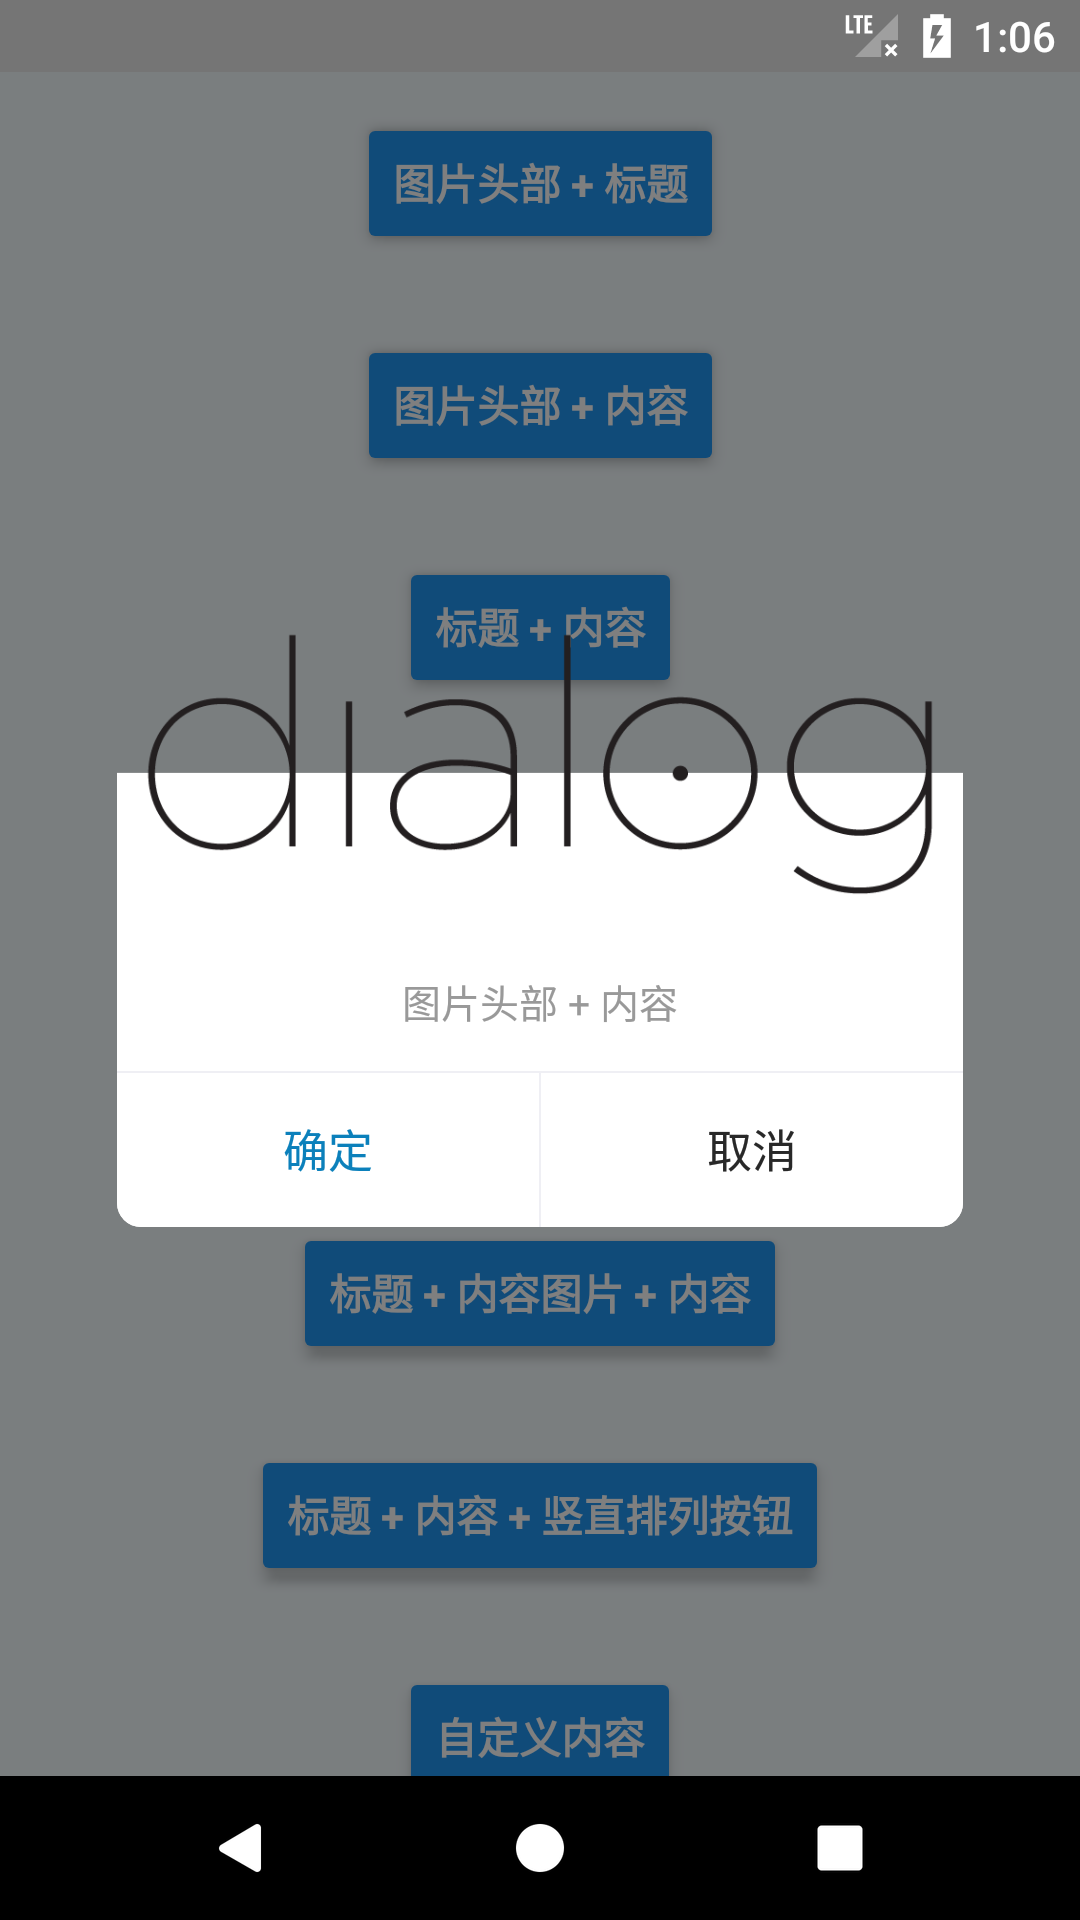 LTE 1:06
图片头部 + 标题
图片头部 + 内容
标题 + 内容
dialog
图片头部 + 内容
确定 取消
标题 + 内容图片 + 内容
标题 + 内容 + 竖直排列按钮
自定义内容